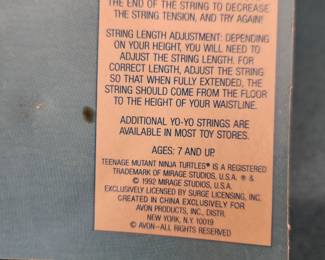 THE END OF THE STRING TO DECREASE
THE STRING TENSION, AND TRY AGAIN!
STRING LENGTH ADJUSTMENT: DEPENDING
ON YOUR HEIGHT, YOU WILL NEED TO
ADJUST THE STRING LENGTH. FOR
CORRECT LENGTH, ADJUST THE STRING
SO THAT WHEN FULLY EXTENDED, THE
STRING SHOULD COME FROM THE FLOOR
TO THE HEIGHT OF YOUR WAISTLINE.
ADDITIONAL YO-YO STRINGS ARE
AVAILABLE IN MOST TOY STORES.
AGES: 7 AND UP.
TEENAGE MUTANT NINJA TURTLES® IS A REGISTERED
TRADEMARK OF MIRAGE STUDIOS, U.S.A. ® &
© 1992 MIRAGE STUDIOS, U.S.A.
EXCLUSIVELY LICENSED BY SURGE LICENSING, INC.
CREATED IN CHINA EXCLUSIVELY FOR
AVON PRODUCTS, INC., DISTR.
NEW YORK, N.Y. 10019
© AVON—ALL RIGHTS RESERVED